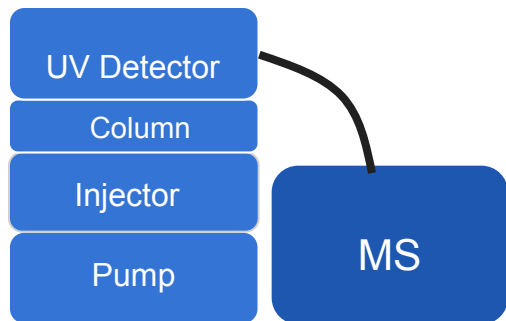 UV Detector
Column
Injector
Pump
MS